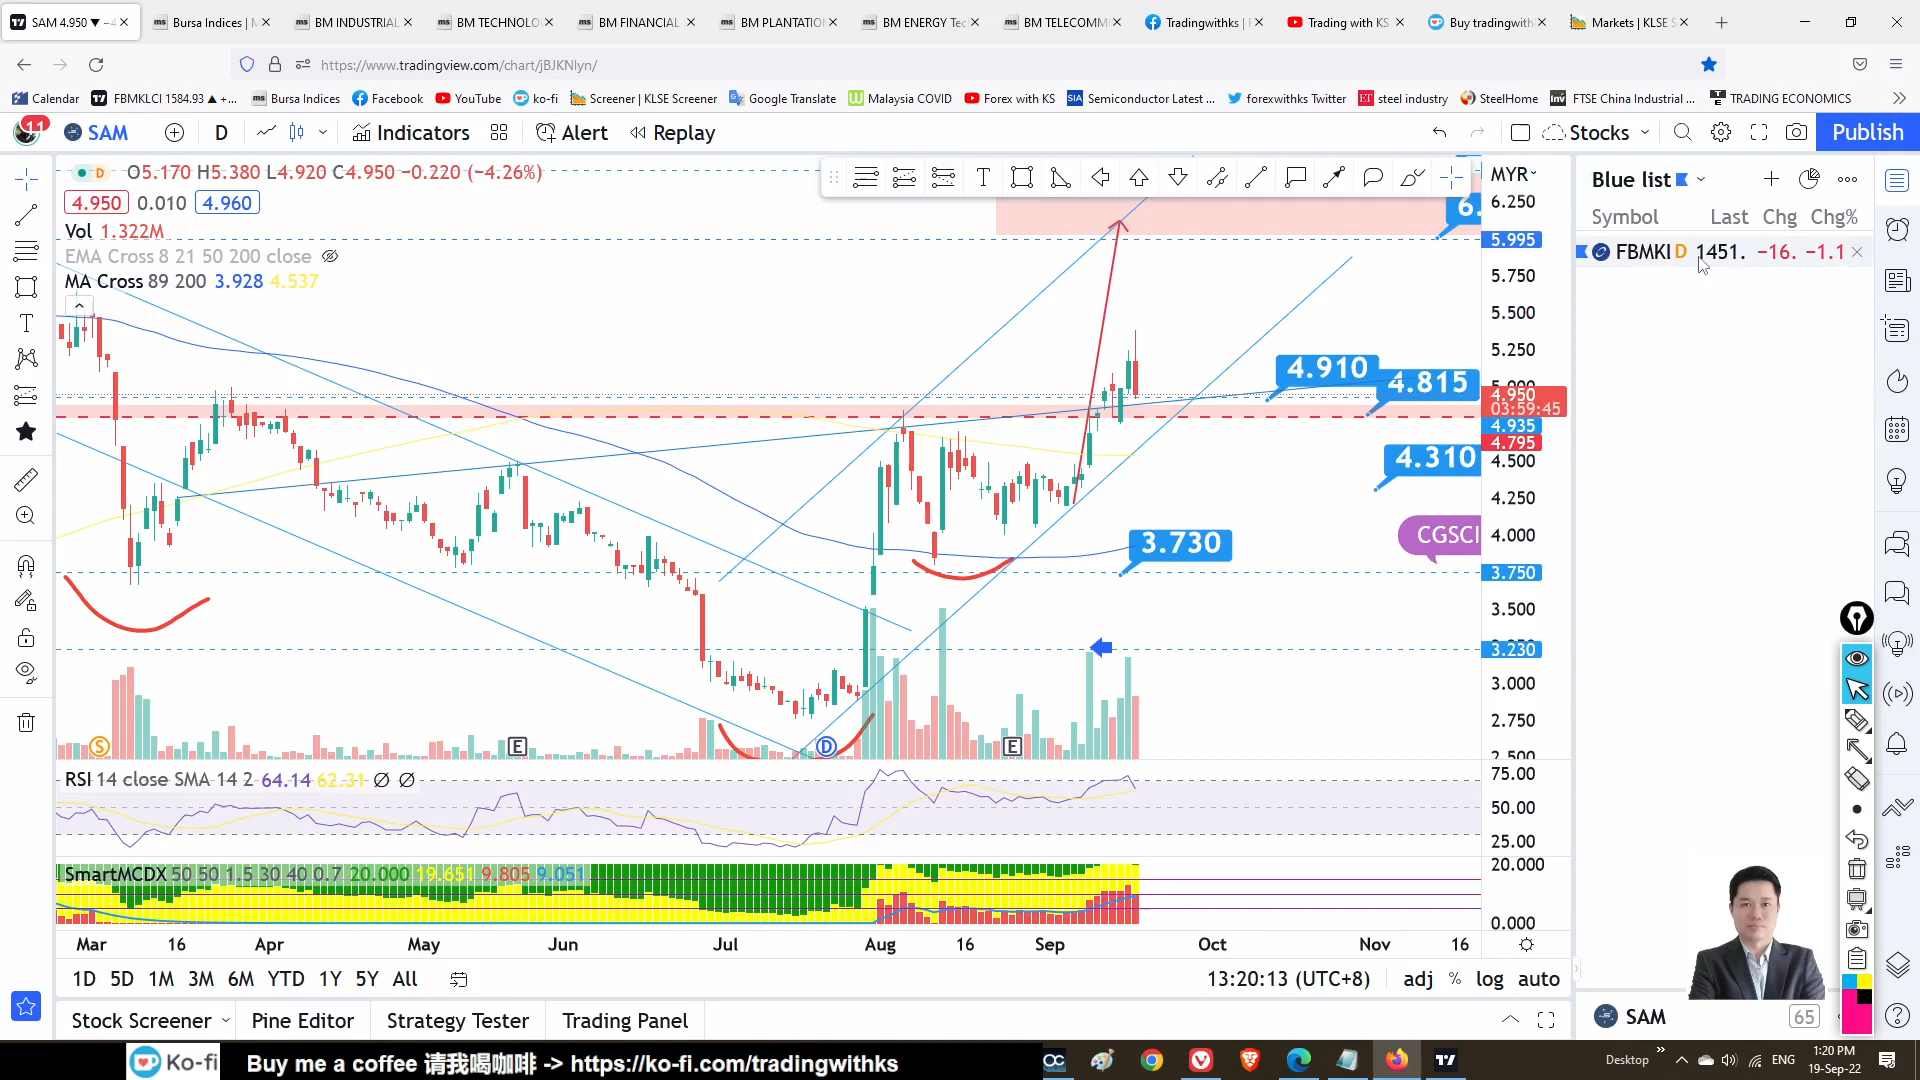 SAM 4.950 ▼ −4
Bursa Indices | M
BM INDUSTRIAL
BM TECHNOLO
BM FINANCIAL
BM PLANTATION
BM ENERGY Tec
BM TELECOMM
Tradingwithks | F
Trading with KS
Buy tradingwith
Markets | KLSE S
https://www.tradingview.com/chart/jBJKNlyn/
Calendar
FBMKLCI 1584.93 ▲ +...
Bursa Indices
Facebook
YouTube
ko-fi
Screener | KLSE Screener
Google Translate
Malaysia COVID
Forex with KS
Semiconductor Latest ...
forexwithks Twitter
steel industry
SteelHome
FTSE China Industrial ...
TRADING ECONOMICS
11
SAM
D
Indicators
Alert
Replay
Stocks
Publish
D O5.170 H5.380 L4.920 C4.950 −0.220 (−4.26%)
4.950 0.010 4.960
Vol 1.322M
EMA Cross 8 21 50 200 close
MA Cross 89 200 3.928 4.537
MYR
6.250
6.
5.995
5.750
5.500
5.250
5.000
4.950
03:59:45
4.935
4.795
4.500
4.250
4.000
3.750
3.500
3.230
3.000
2.750
2.500
4.910
4.815
4.310
CGSCI
3.730
S
E
D
E
RSI 14 close SMA 14 2 64.14 62.31 Ø Ø
75.00
50.00
25.00
SmartMCDX 50 50 1.5 30 40 0.7 20.000 19.651 9.805 9.051
20.000
0.000
Mar 16 Apr May Jun Jul Aug 16 Sep Oct Nov 16
1D 5D 1M 3M 6M YTD 1Y 5Y All
13:20:13 (UTC+8) adj % log auto
Stock Screener Pine Editor Strategy Tester Trading Panel
Blue list
Symbol Last Chg Chg%
FBMKI D 1451. −16. −1.1
SAM 65
Ko-fi Buy me a coffee 请我喝咖啡 -> https://ko-fi.com/tradingwithks
Desktop
ENG
1:20 PM
19-Sep-22